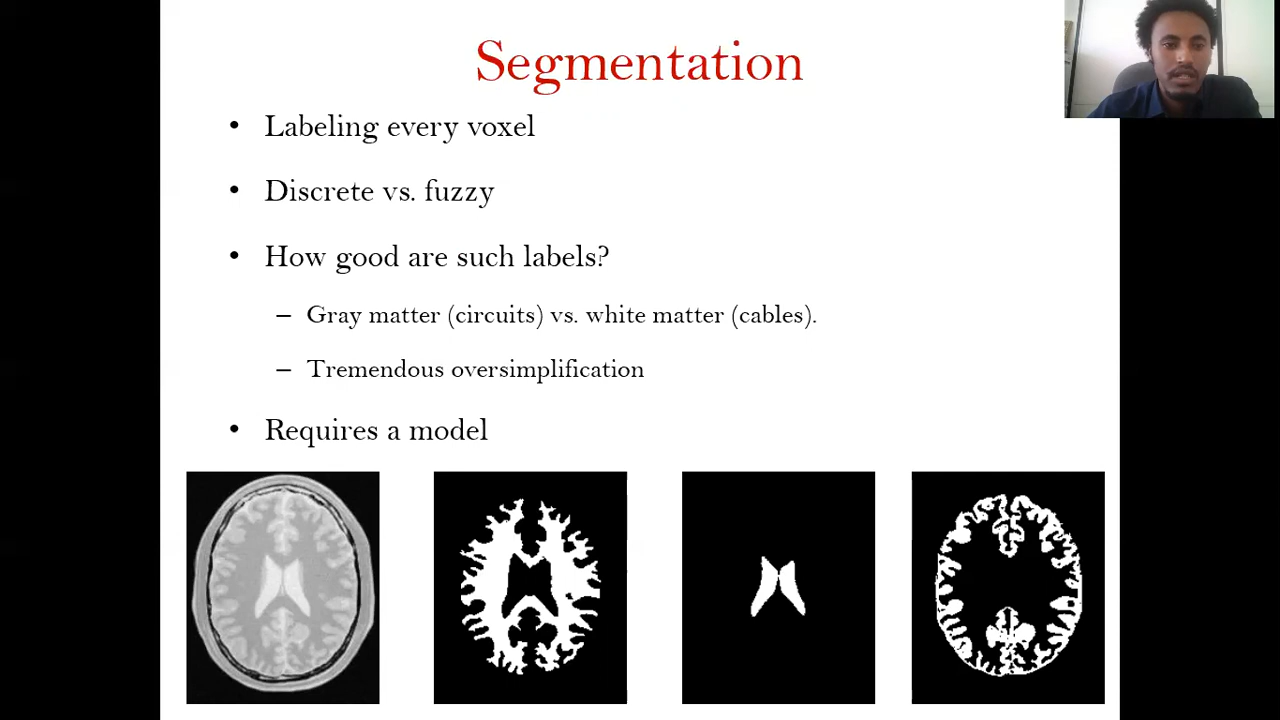 Segmentation
• Labeling every voxel
• Discrete vs. fuzzy
• How good are such labels?
– Gray matter (circuits) vs. white matter (cables).
– Tremendous oversimplification
• Requires a model